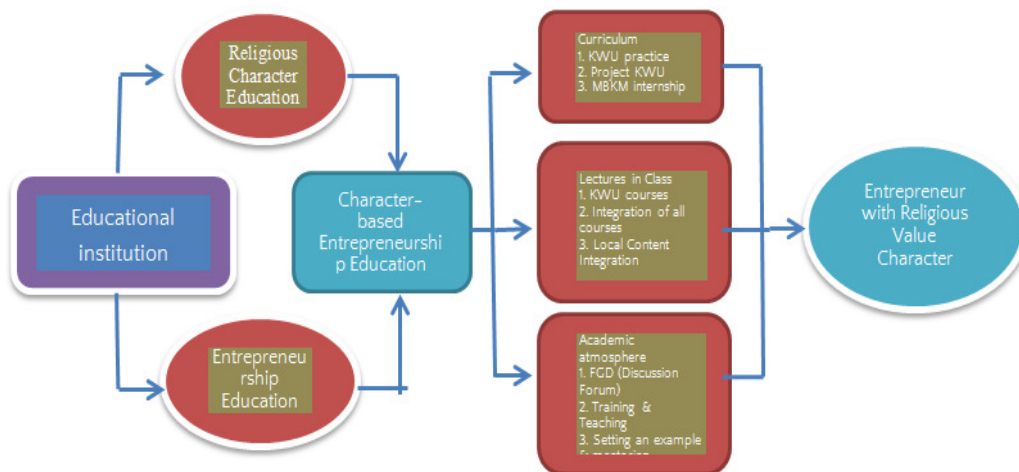 Religious
Character
Education
Educational
institution
Entrepreneu
rship
Education
Character-
based
Entrepreneurshi
p Education
Curriculum
1. KWU practice
2. Project KWU
3. MBKM internship
Lectures in Class
1. KWU courses
2. Integration of all
courses
3. Local Content
Integration
Academic
atmosphere
1. FGD (Discussion
Forum)
2. Training &
Teaching
3. Setting an example
Entrepreneur
with Religious
Value
Character